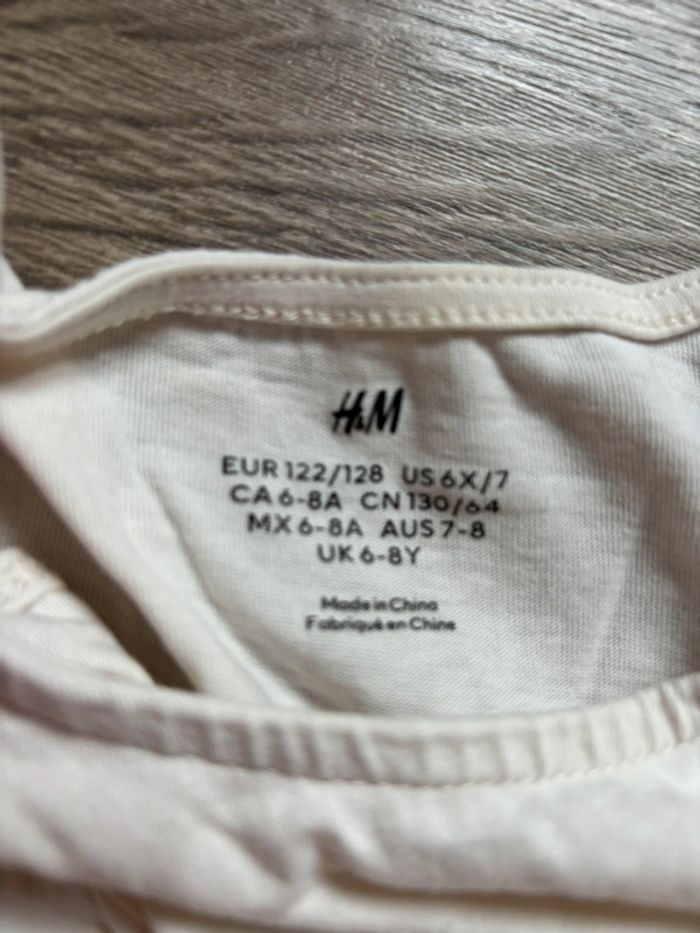 H&M
EUR 122/128 US 6X/7
CA 6-8A CN 130/64
MX 6-8A AUS 7-8
UK 6-8Y
Made in China
Fabriqué en Chine